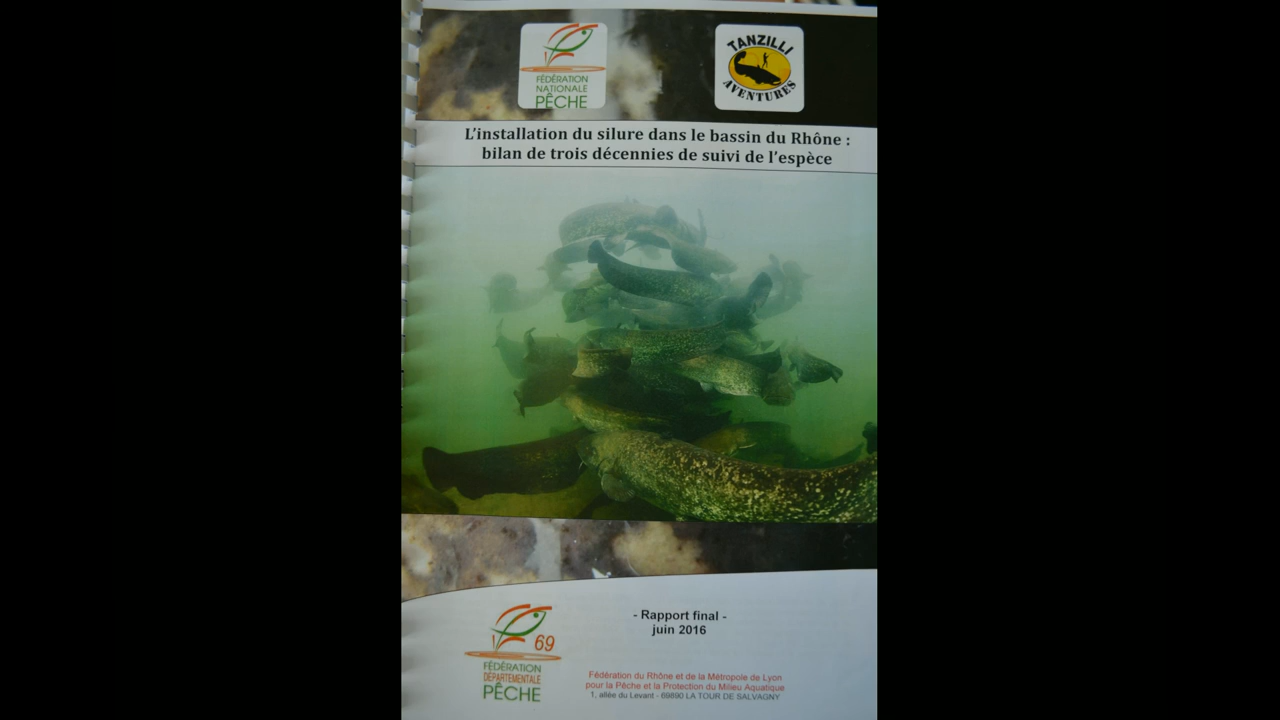 FÉDÉRATION
NATIONALE
PÊCHE
TANZILLI
AVENTURES
L'installation du silure dans le bassin du Rhône :
bilan de trois décennies de suivi de l'espèce
- Rapport final -
juin 2016
69
FÉDÉRATION
DÉPARTEMENTALE
PÊCHE
Fédération du Rhône et de la Métropole de Lyon
pour la Pêche et la Protection du Milieu Aquatique
1, allée du Levant - 69890 LA TOUR DE SALVAGNY